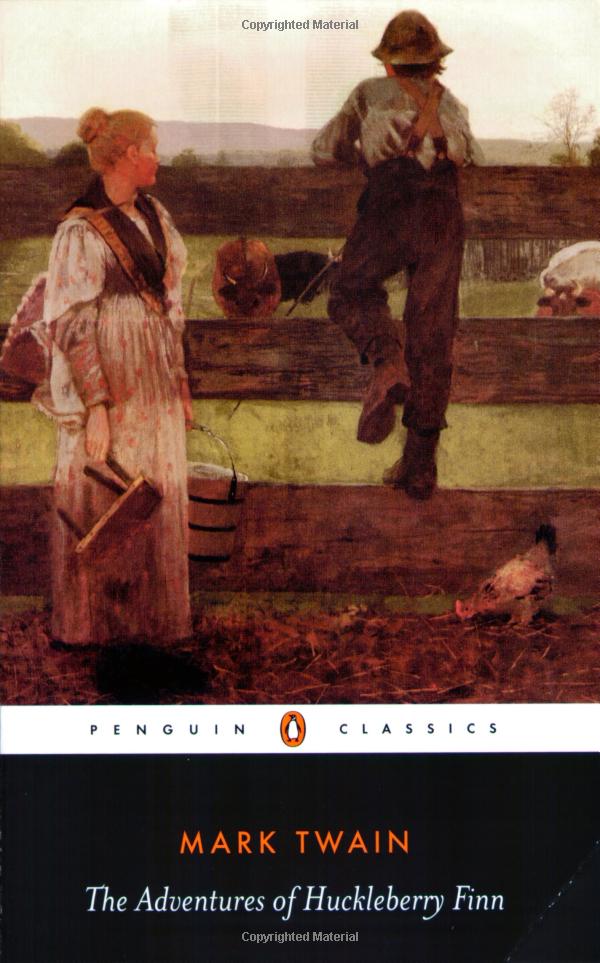 Copyrighted Material
PENGUIN CLASSICS
MARK TWAIN
The Adventures of Huckleberry Finn
Copyrighted Material